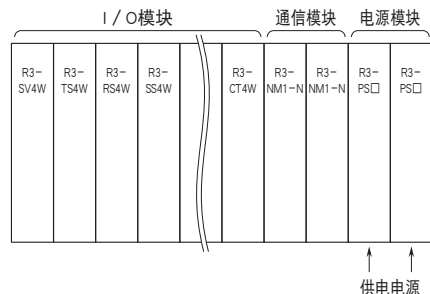 I／O模块 通信模块 电源模块
R3− R3− R3− R3− R3− R3− R3− R3− R3−
SV4W TS4W RS4W SS4W CT4W NM1−N NM1−N PS□ PS□
供电电源